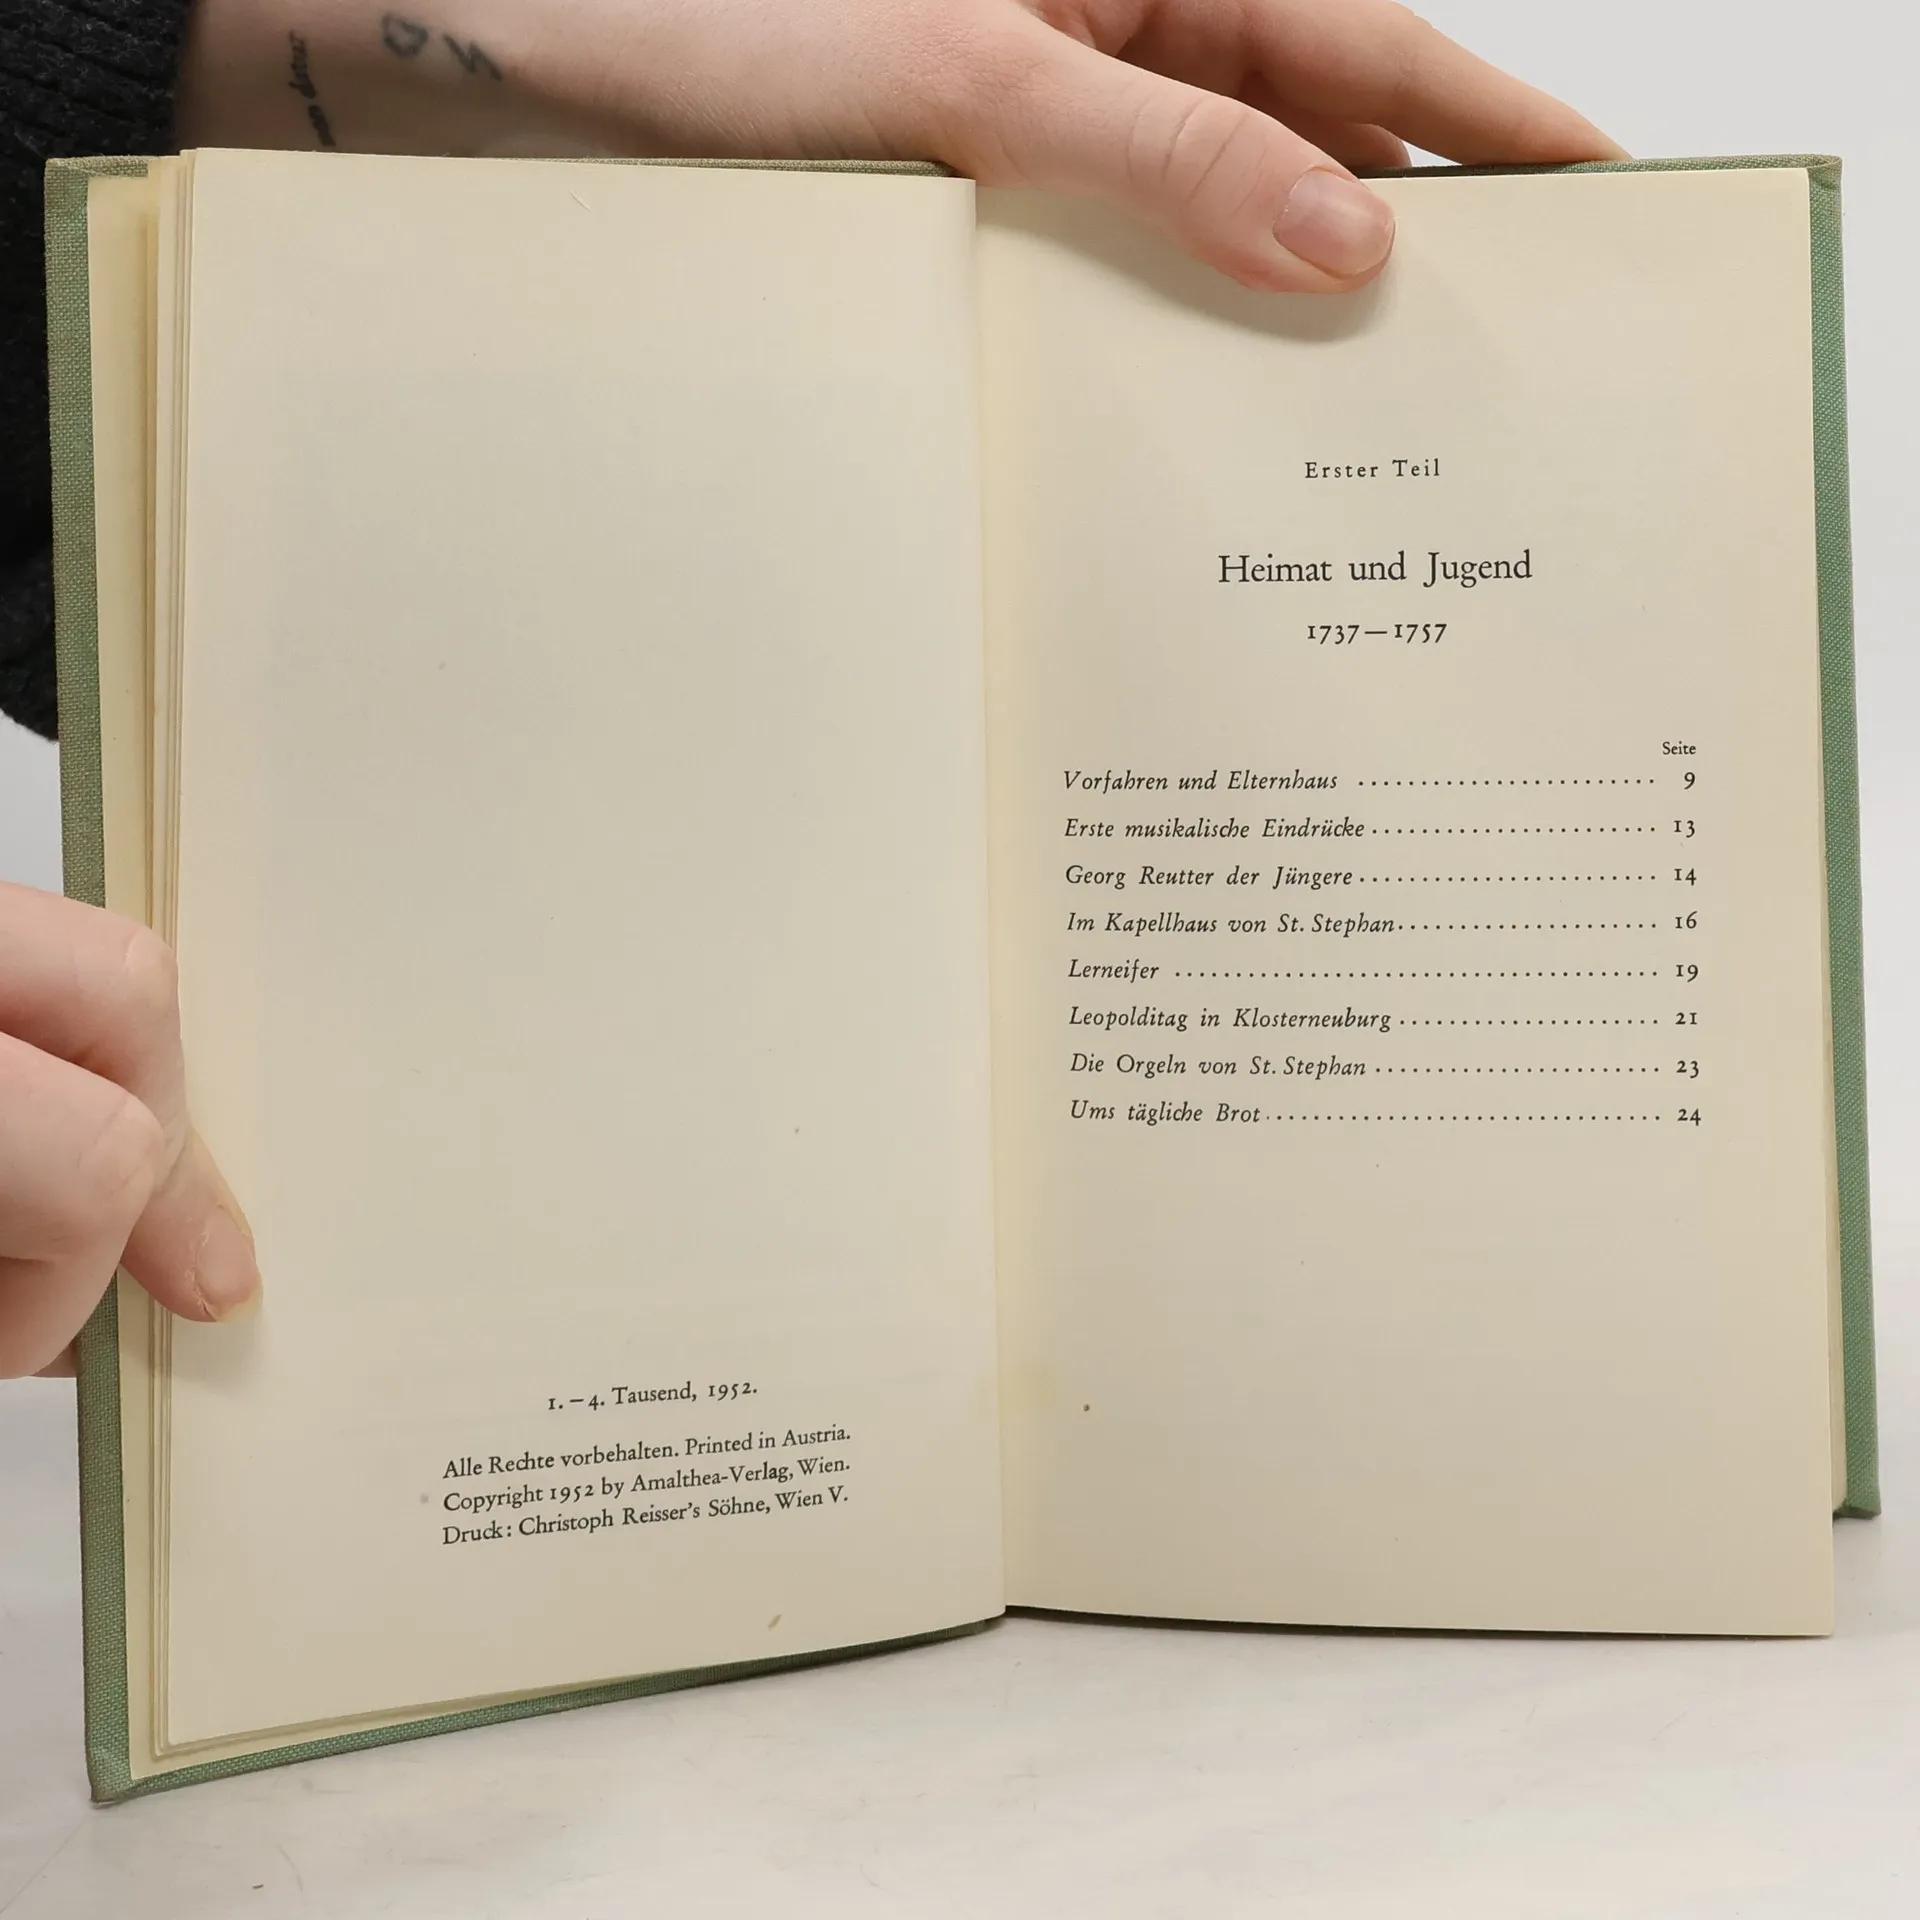 1. – 4. Tausend, 1952.
Alle Rechte vorbehalten. Printed in Austria.
Copyright 1952 by Amalthea-Verlag, Wien.
Druck: Christoph Reisser's Söhne, Wien V.
Erster Teil
Heimat und Jugend
1737—1757
Seite
Vorfahren und Elternhaus ........................ 9
Erste musikalische Eindrücke ....................... 13
Georg Reutter der Jüngere ........................ 14
Im Kapellhaus von St. Stephan ..................... 16
Lerneifer ....................................... 19
Leopolditag in Klosterneuburg ..................... 21
Die Orgeln von St. Stephan ....................... 23
Ums tägliche Brot ................................ 24